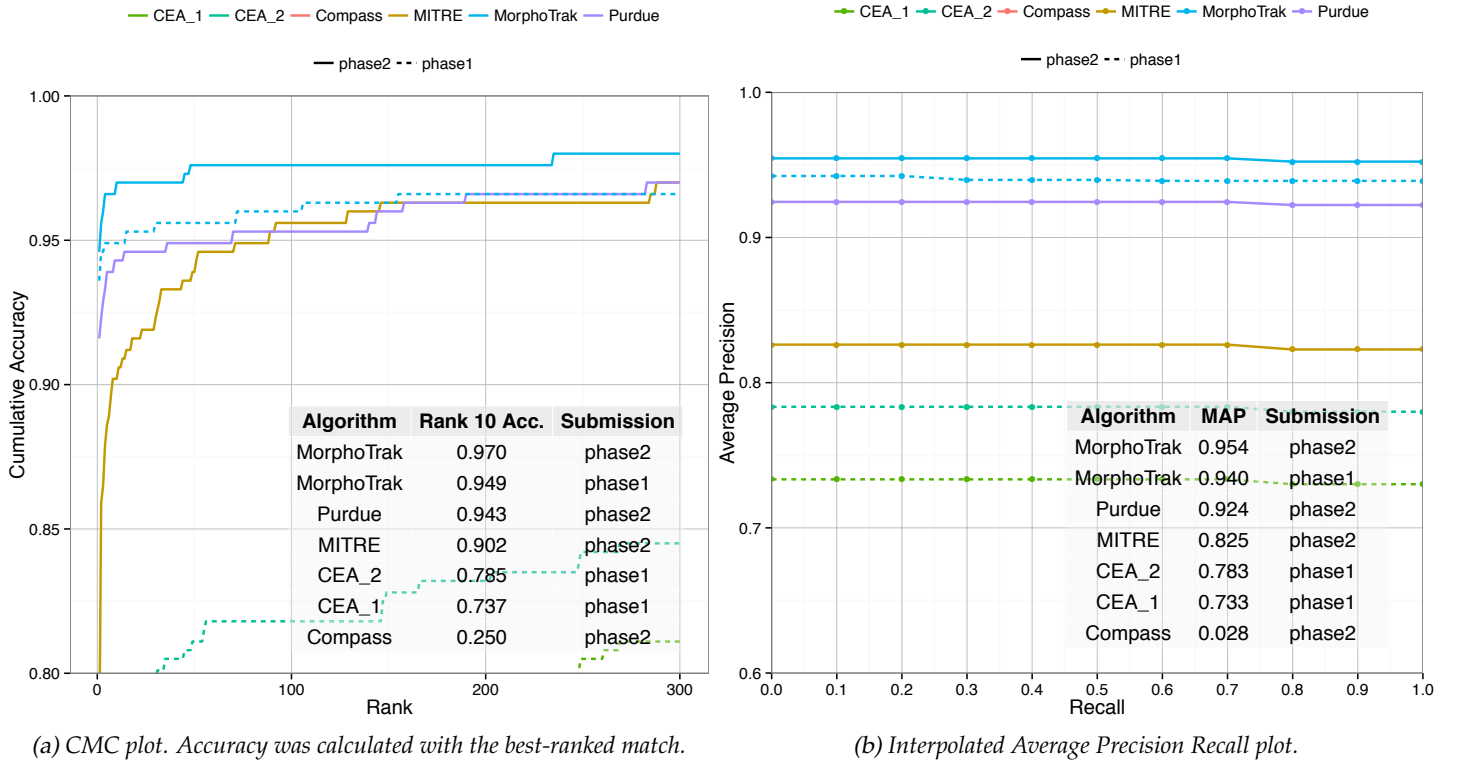 CEA_1 CEA_2 Compass MITRE MorphoTrak Purdue
phase2 phase1
1.00
0.95
0.90
0.85
0.80
Cumulative Accuracy
Algorithm Rank 10 Acc. Submission
MorphoTrak 0.970 phase2
MorphoTrak 0.949 phase1
Purdue 0.943 phase2
MITRE 0.902 phase2
CEA_2 0.785 phase1
CEA_1 0.737 phase1
Compass 0.250 phase2
0 100 200 300
Rank
(a) CMC plot. Accuracy was calculated with the best-ranked match.
CEA_1 CEA_2 Compass MITRE MorphoTrak Purdue
phase2 phase1
1.0
0.9
0.8
0.7
0.6
Average Precision
Algorithm MAP Submission
MorphoTrak 0.954 phase2
MorphoTrak 0.940 phase1
Purdue 0.924 phase2
MITRE 0.825 phase2
CEA_2 0.783 phase1
CEA_1 0.733 phase1
Compass 0.028 phase2
0.0 0.1 0.2 0.3 0.4 0.5 0.6 0.7 0.8 0.9 1.0
Recall
(b) Interpolated Average Precision Recall plot.